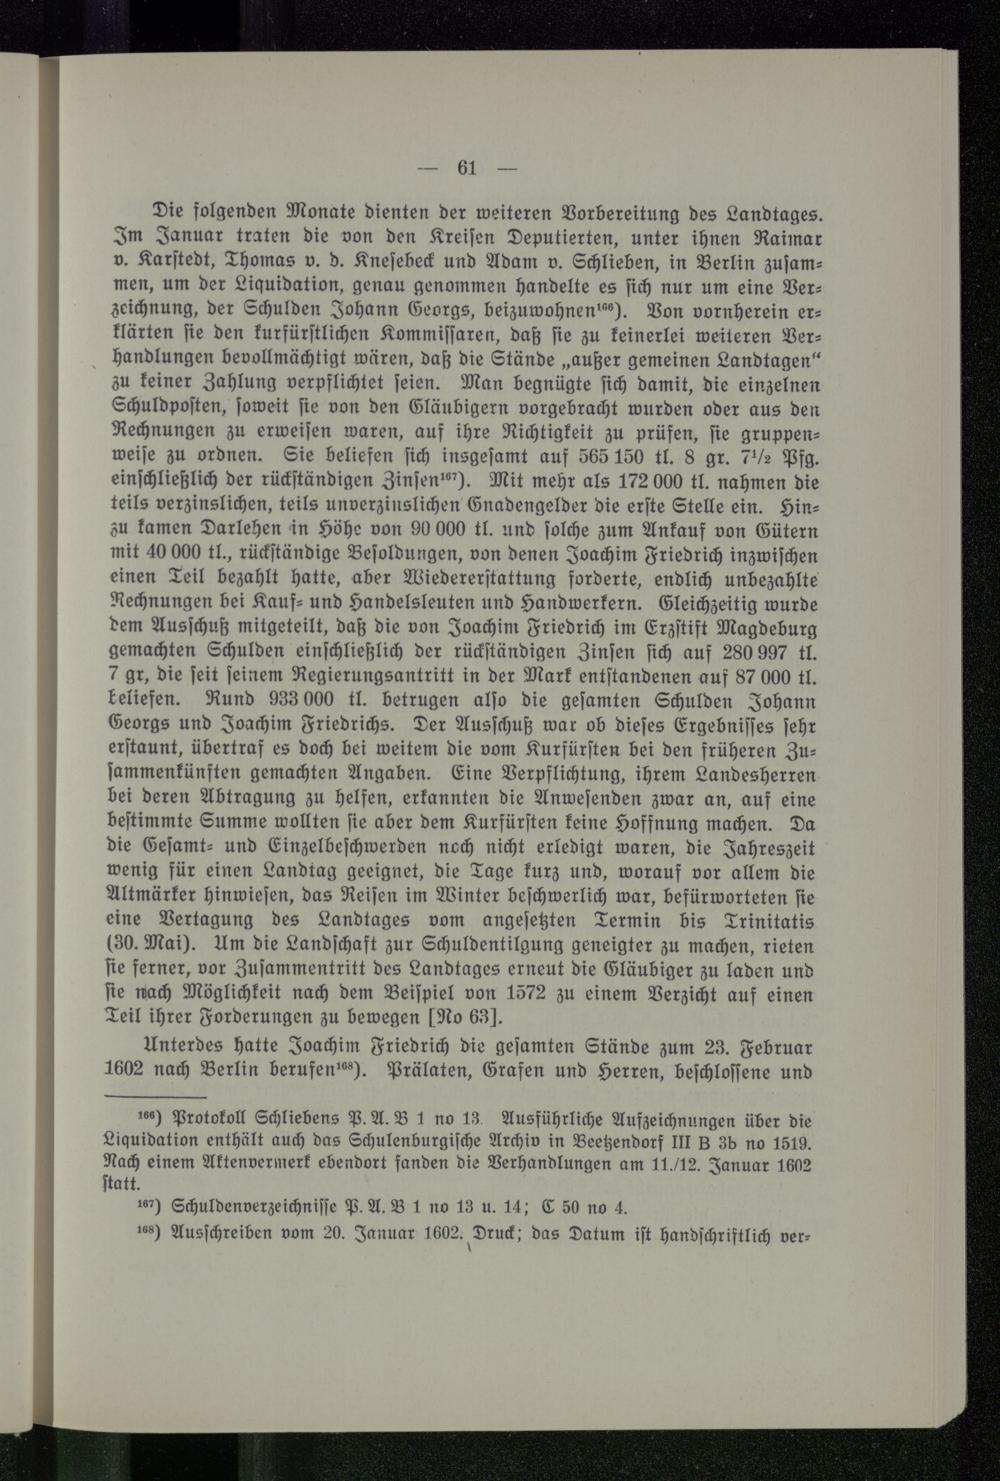 — 61 —
Die folgenden Monate dienten der weiteren Vorbereitung des Landtages.
Im Januar traten die von den Kreisen Deputierten, unter ihnen Raimar
v. Karstedt, Thomas v. d. Knesebeck und Adam v. Schlieben, in Berlin zusam-
men, um der Liquidation, genau genommen handelte es sich nur um eine Ver-
zeichnung, der Schulden Johann Georgs, beizuwohnen¹⁶⁶). Von vornherein er-
klärten sie den kurfürstlichen Kommissaren, daß sie zu keinerlei weiteren Ver-
handlungen bevollmächtigt wären, daß die Stände „außer gemeinen Landtagen“
zu keiner Zahlung verpflichtet seien. Man begnügte sich damit, die einzelnen
Schuldposten, soweit sie von den Gläubigern vorgebracht wurden oder aus den
Rechnungen zu erweisen waren, auf ihre Richtigkeit zu prüfen, sie gruppen-
weise zu ordnen. Sie beliefen sich insgesamt auf 565 150 tl. 8 gr. 7¹/₂ Pfg.
einschließlich der rückständigen Zinsen¹⁶⁷). Mit mehr als 172 000 tl. nahmen die
teils verzinslichen, teils unverzinslichen Gnadengelder die erste Stelle ein. Hin-
zu kamen Darlehen in Höhe von 90 000 tl. und solche zum Ankauf von Gütern
mit 40 000 tl., rückständige Besoldungen, von denen Joachim Friedrich inzwischen
einen Teil bezahlt hatte, aber Wiedererstattung forderte, endlich unbezahlte
Rechnungen bei Kauf- und Handelsleuten und Handwerkern. Gleichzeitig wurde
dem Ausschuß mitgeteilt, daß die von Joachim Friedrich im Erzstift Magdeburg
gemachten Schulden einschließlich der rückständigen Zinsen sich auf 280 997 tl.
7 gr, die seit seinem Regierungsantritt in der Mark entstandenen auf 87 000 tl.
beliefen. Rund 933 000 tl. betrugen also die gesamten Schulden Johann
Georgs und Joachim Friedrichs. Der Ausschuß war ob dieses Ergebnisses sehr
erstaunt, übertraf es doch bei weitem die vom Kurfürsten bei den früheren Zu-
sammenkünften gemachten Angaben. Eine Verpflichtung, ihrem Landesherren
bei deren Abtragung zu helfen, erkannten die Anwesenden zwar an, auf eine
bestimmte Summe wollten sie aber dem Kurfürsten keine Hoffnung machen. Da
die Gesamt- und Einzelbeschwerden noch nicht erledigt waren, die Jahreszeit
wenig für einen Landtag geeignet, die Tage kurz und, worauf vor allem die
Altmärker hinwiesen, das Reisen im Winter beschwerlich war, befürworteten sie
eine Vertagung des Landtages vom angesetzten Termin bis Trinitatis
(30. Mai). Um die Landschaft zur Schuldentilgung geneigter zu machen, rieten
sie ferner, vor Zusammentritt des Landtages erneut die Gläubiger zu laden und
sie nach Möglichkeit nach dem Beispiel von 1572 zu einem Verzicht auf einen
Teil ihrer Forderungen zu bewegen [No 63].
Unterdes hatte Joachim Friedrich die gesamten Stände zum 23. Februar
1602 nach Berlin berufen¹⁶⁸). Prälaten, Grafen und Herren, beschlossene und
¹⁶⁶) Protokoll Schliebens P. A. B 1 no 13. Ausführliche Aufzeichnungen über die
Liquidation enthält auch das Schulenburgische Archiv in Beetzendorf III B 3b no 1519.
Nach einem Aktenvermerk ebendort fanden die Verhandlungen am 11./12. Januar 1602
statt.
¹⁶⁷) Schuldenverzeichnisse P. A. B 1 no 13 u. 14; C 50 no 4.
¹⁶⁸) Ausschreiben vom 20. Januar 1602. Druck; das Datum ist handschriftlich ver-